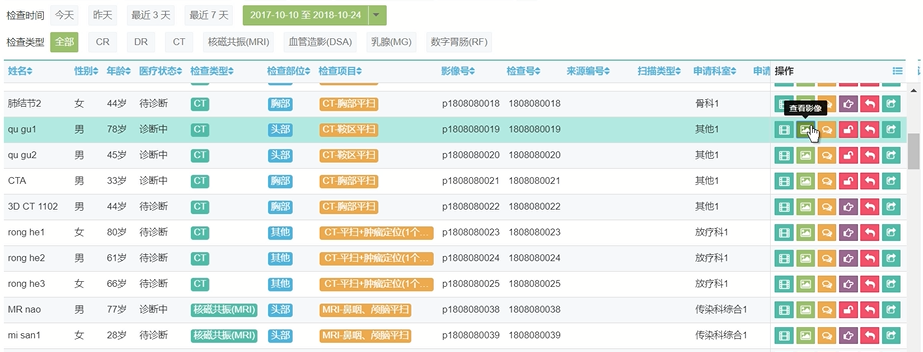 检查时间 今天 昨天 最近 3 天 最近 7 天 2017-10-10 至 2018-10-24
检查类型 全部 CR DR CT 核磁共振(MRI) 血管造影(DSA) 乳腺(MG) 数字胃肠(RF)
姓名 性别 年龄 医疗状态 检查类型 检查部位 检查项目 影像号 检查号 来源编号 扫描类型 申请科室 申请 操作
肺结节2 女 44岁 待诊断 CT 胸部 CT-胸部平扫 p1808080018 1808080018 骨科1
查看影像
qu gu1 男 78岁 诊断中 CT 头部 CT-鞍区平扫 p1808080019 1808080019 其他1
qu gu2 男 45岁 诊断中 CT 头部 CT-鞍区平扫 p1808080020 1808080020 其他1
CTA 男 33岁 诊断中 CT 胸部 CT-胸部平扫 p1808080021 1808080021 其他1
3D CT 1102 男 44岁 待诊断 CT 胸部 CT-胸部平扫 p1808080022 1808080022 其他1
rong he1 女 80岁 待诊断 CT 其他 CT-平扫+肿瘤定位(1个... p1808080023 1808080023 放疗科1
rong he2 男 61岁 待诊断 CT 其他 CT-平扫+肿瘤定位(1个... p1808080024 1808080024 放疗科1
rong he3 女 66岁 待诊断 CT 其他 CT-平扫+肿瘤定位(1个... p1808080025 1808080025 放疗科1
MR nao 男 77岁 诊断中 核磁共振(MRI) 头部 MRI-鼻咽、颅脑平扫 p1808080038 1808080038 传染科综合1
mi san1 女 28岁 待诊断 核磁共振(MRI) 头部 MRI-鼻咽、颅脑平扫 p1808080039 1808080039 传染科综合1